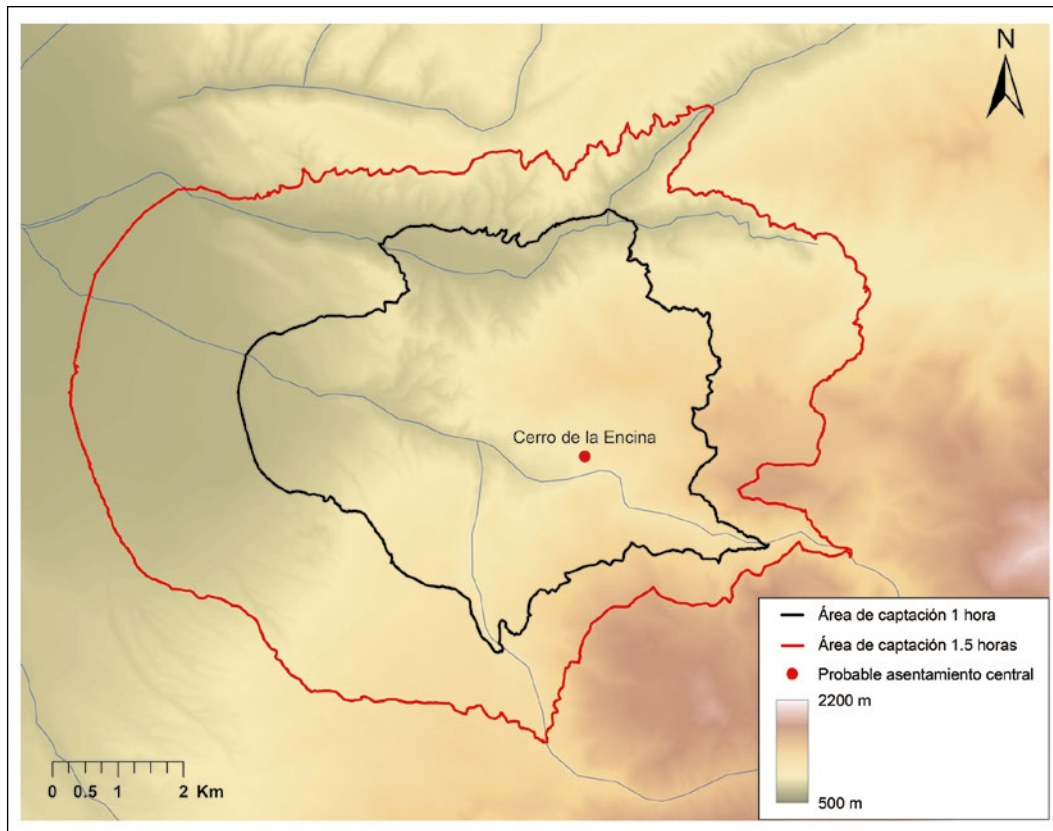 N
Cerro de la Encina
Área de captación 1 hora
Área de captación 1.5 horas
Probable asentamiento central
2200 m
500 m
0 0.5 1 2 Km